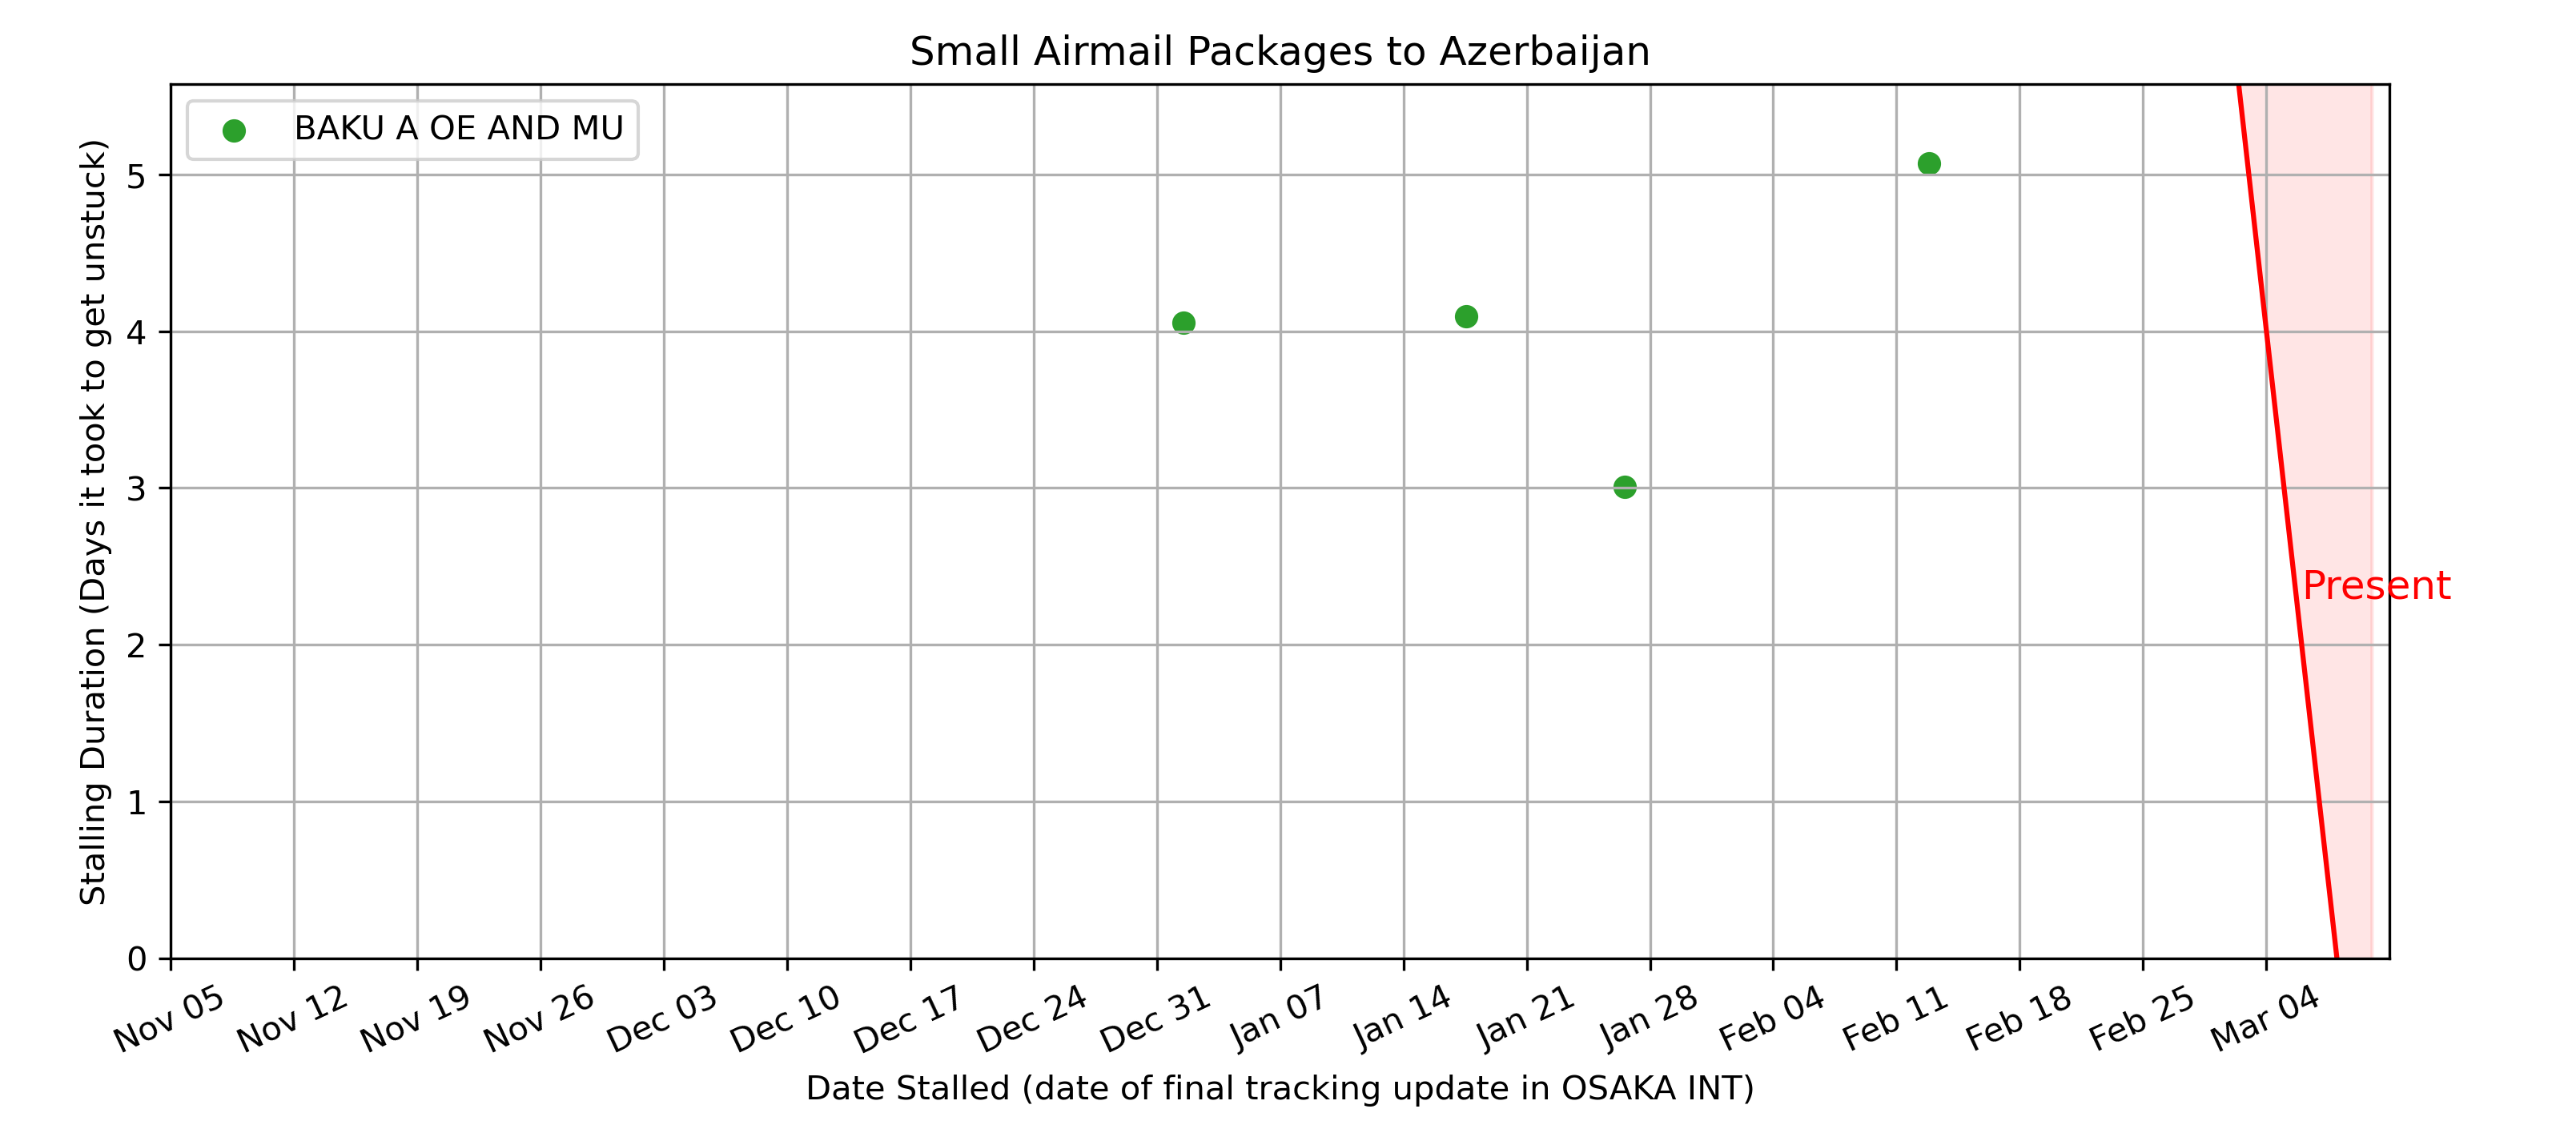 Small Airmail Packages to Azerbaijan
BAKU A OE AND MU
Stalling Duration (Days it took to get unstuck)
5
4
3
2
1
0
Present
Nov 05
Nov 12
Nov 19
Nov 26
Dec 03
Dec 10
Dec 17
Dec 24
Dec 31
Jan 07
Jan 14
Jan 21
Jan 28
Feb 04
Feb 11
Feb 18
Feb 25
Mar 04
Date Stalled (date of final tracking update in OSAKA INT)